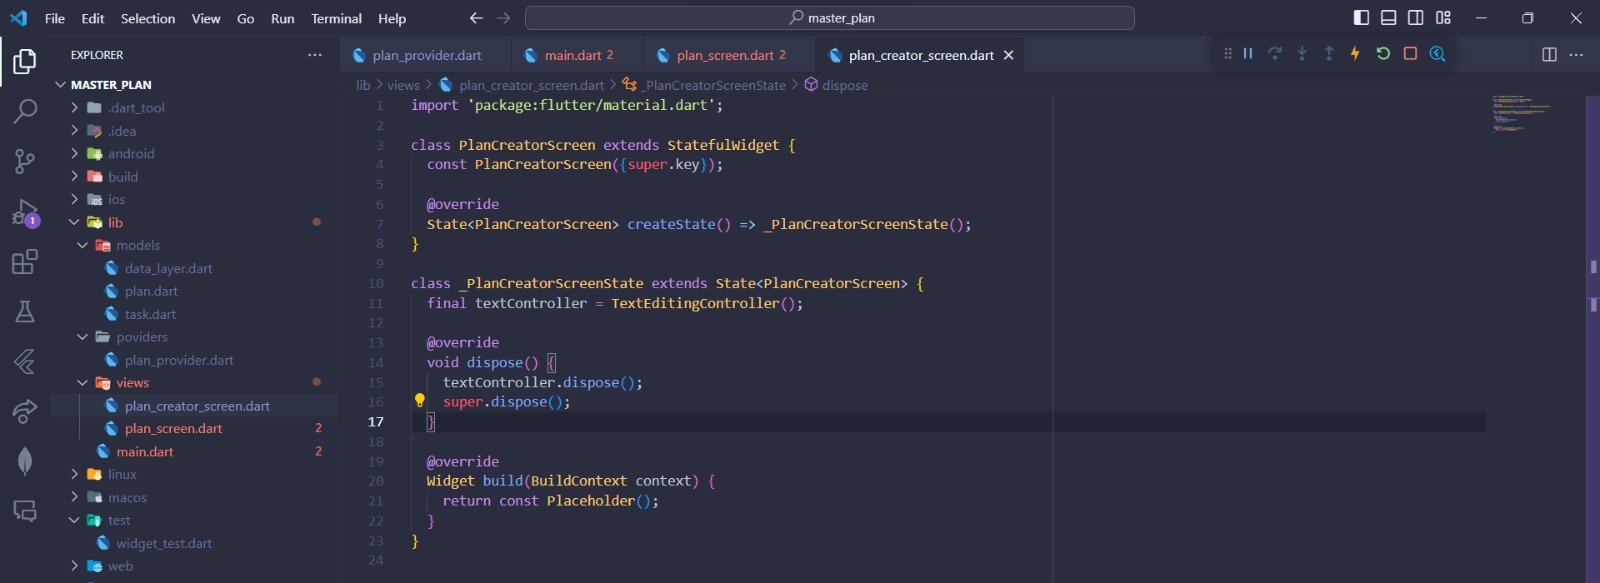 File Edit Selection View Go Run Terminal Help master_plan
EXPLORER
MASTER_PLAN
.dart_tool
.idea
android
build
ios
lib
models
data_layer.dart
plan.dart
task.dart
poviders
plan_provider.dart
views
plan_creator_screen.dart
plan_screen.dart 2
main.dart 2
linux
macos
test
widget_test.dart
web
1
plan_provider.dart main.dart 2 plan_screen.dart 2 plan_creator_screen.dart
lib > views > plan_creator_screen.dart > _PlanCreatorScreenState > dispose
1 import 'package:flutter/material.dart';
2
3 class PlanCreatorScreen extends StatefulWidget {
4 const PlanCreatorScreen({super.key});
5
6 @override
7 State<PlanCreatorScreen> createState() => _PlanCreatorScreenState();
8 }
9
10 class _PlanCreatorScreenState extends State<PlanCreatorScreen> {
11 final textController = TextEditingController();
12
13 @override
14 void dispose() {
15 textController.dispose();
16 super.dispose();
17 }
18
19 @override
20 Widget build(BuildContext context) {
21 return const Placeholder();
22 }
23 }
24